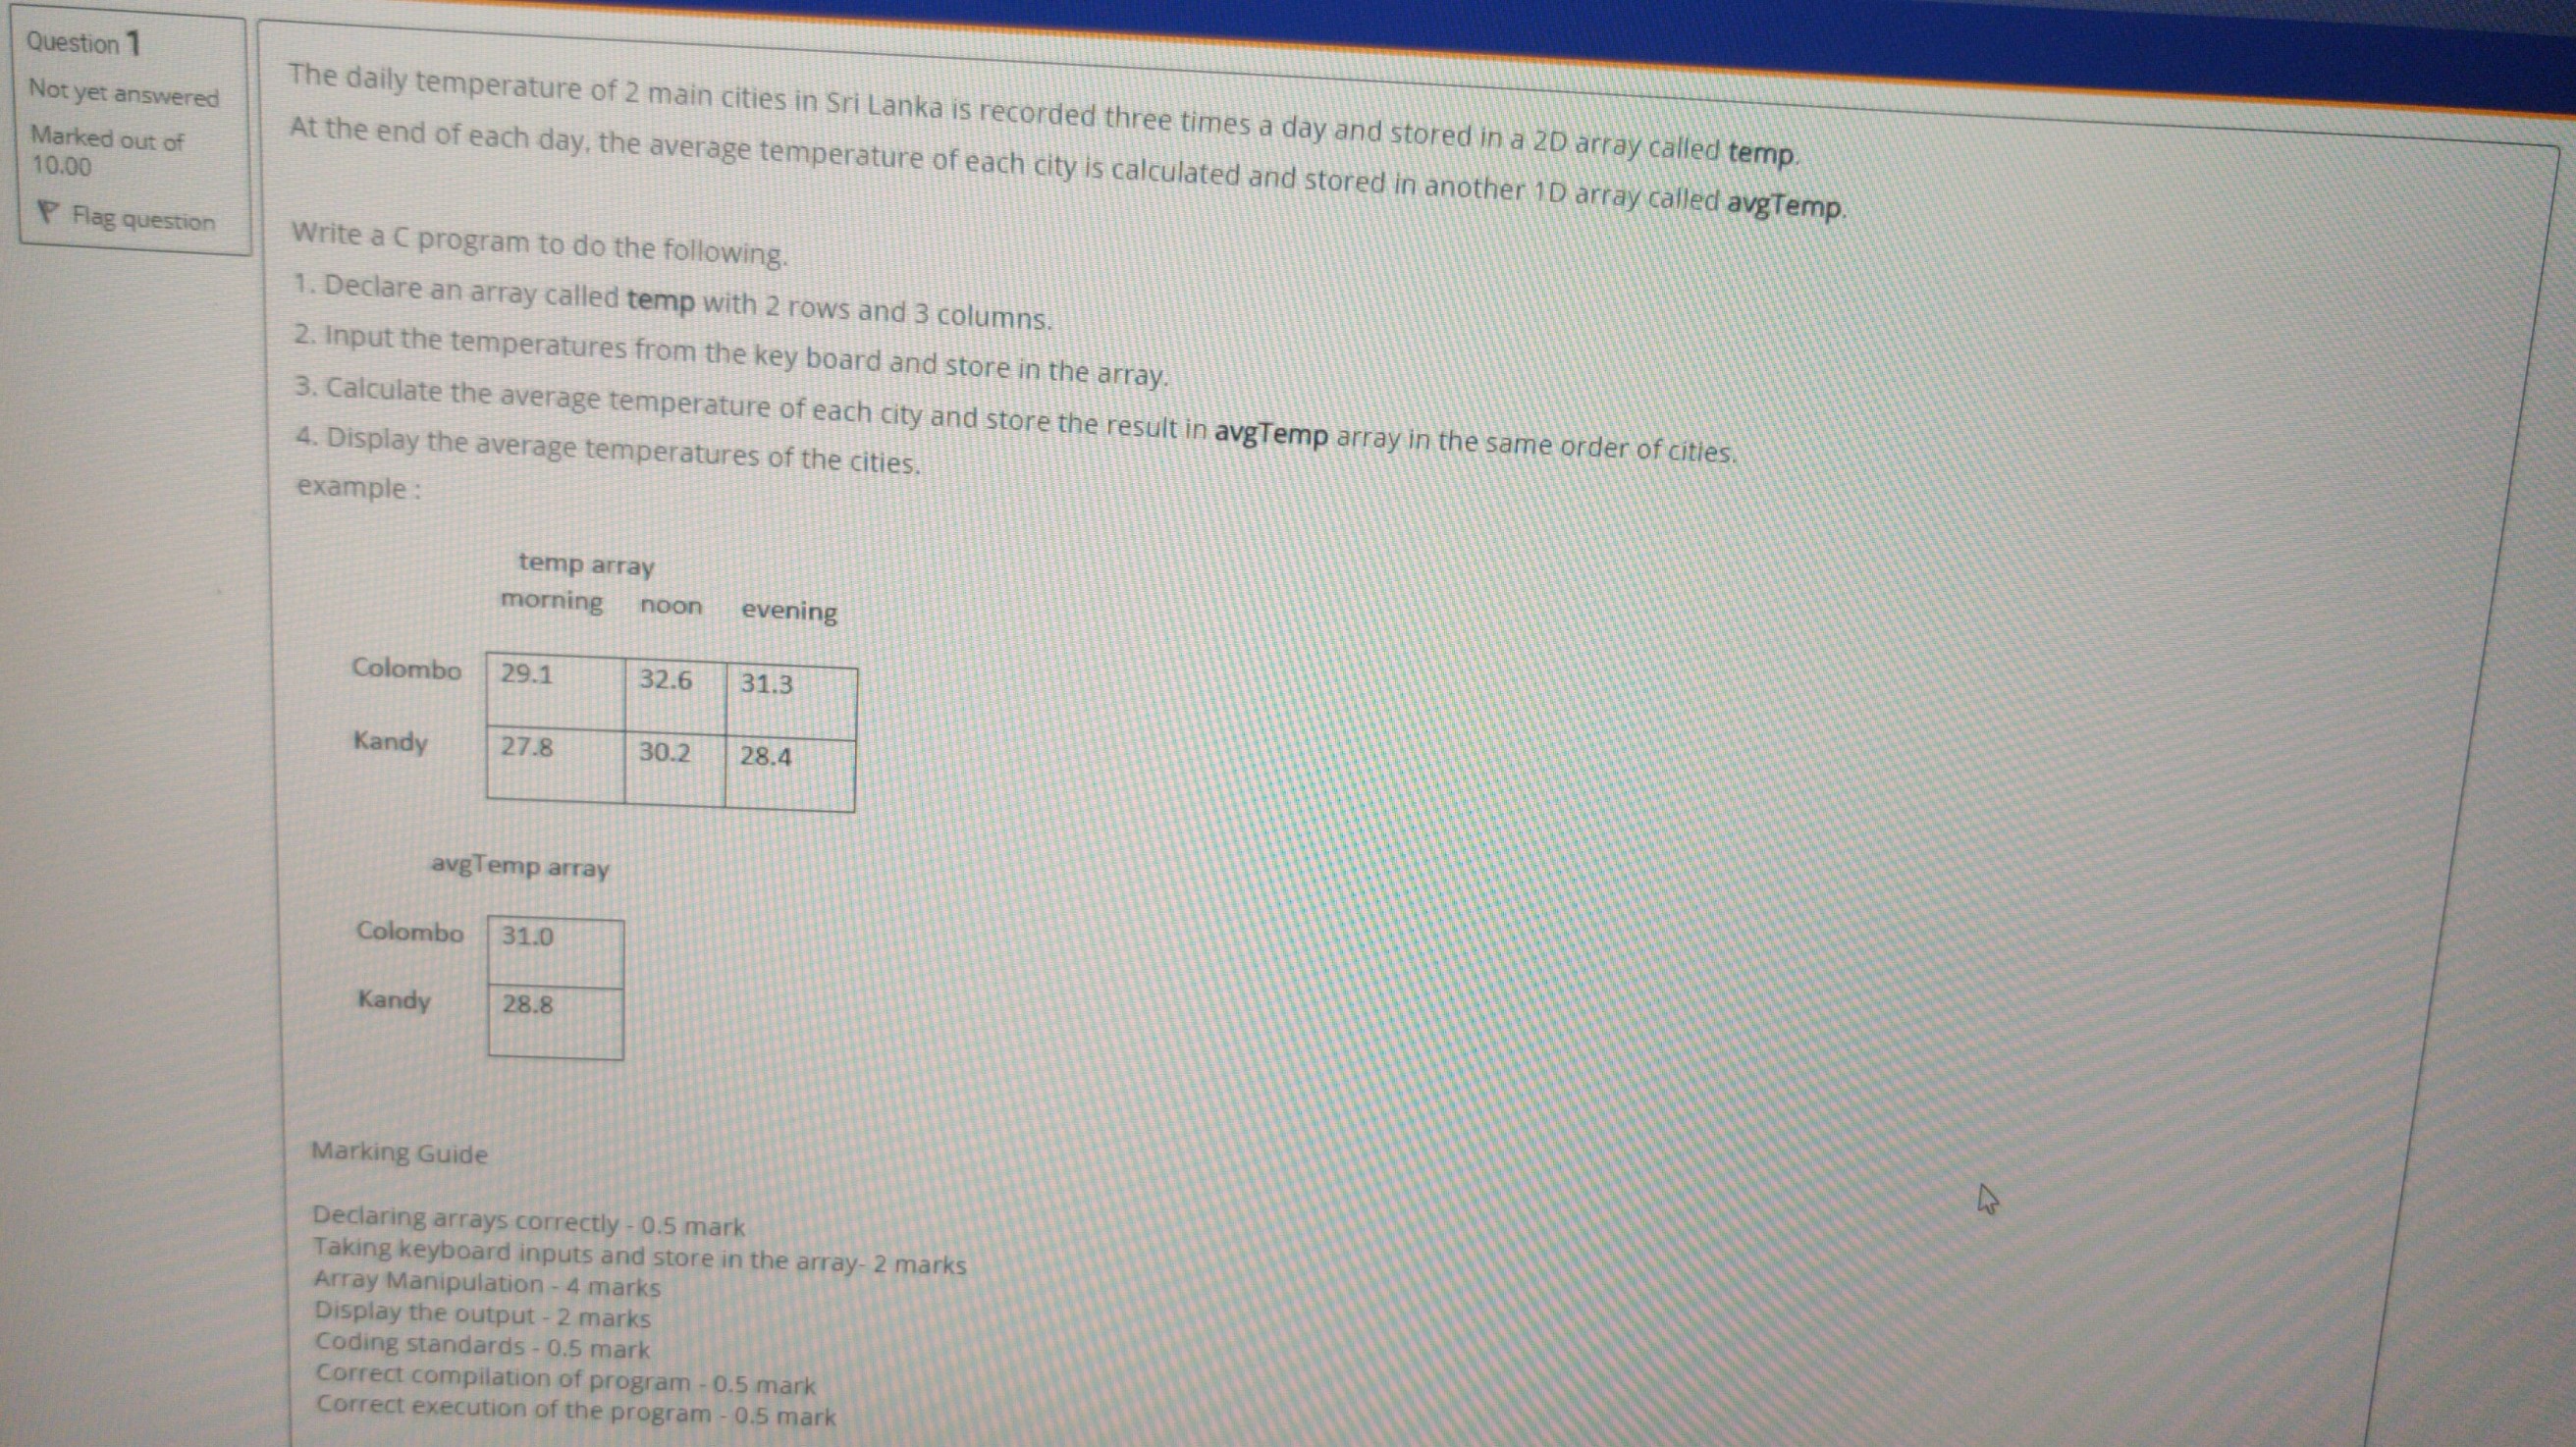 Question 1
Not yet answered
Marked out of
10.00
Flag question
The daily temperature of 2 main cities in Sri Lanka is recorded three times a day and stored in a 2D array called temp.
At the end of each day, the average temperature of each city is calculated and stored in another 1D array called avgTemp.
Write a C program to do the following.
1. Declare an array called temp with 2 rows and 3 columns.
2. Input the temperatures from the key board and store in the array.
3. Calculate the average temperature of each city and store the result in avgTemp array in the same order of cities.
4. Display the average temperatures of the cities.
example :
temp array
morning noon evening
Colombo 29.1 32.6 31.3
Kandy 27.8 30.2 28.4
avgTemp array
Colombo 31.0
Kandy 28.8
Marking Guide
Declaring arrays correctly - 0.5 mark
Taking keyboard inputs and store in the array- 2 marks
Array Manipulation - 4 marks
Display the output - 2 marks
Coding standards - 0.5 mark
Correct compilation of program - 0.5 mark
Correct execution of the program - 0.5 mark